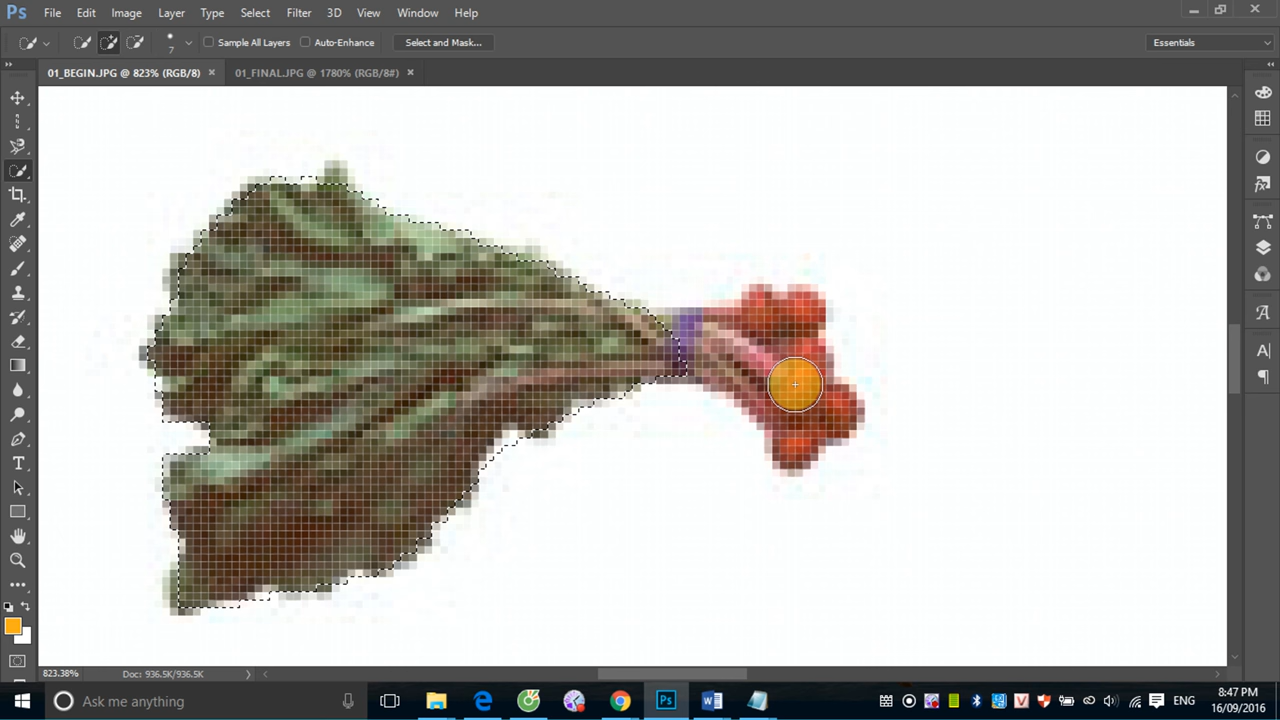 Ps File Edit Image Layer Type Select Filter 3D View Window Help
7 Sample All Layers Auto-Enhance Select and Mask... Essentials
01_BEGIN.JPG @ 823% (RGB/8) × 01_FINAL.JPG @ 1780% (RGB/8#) ×
823.38% Doc: 936.5K/936.5K
Ask me anything
ENG
8:47 PM
16/09/2016